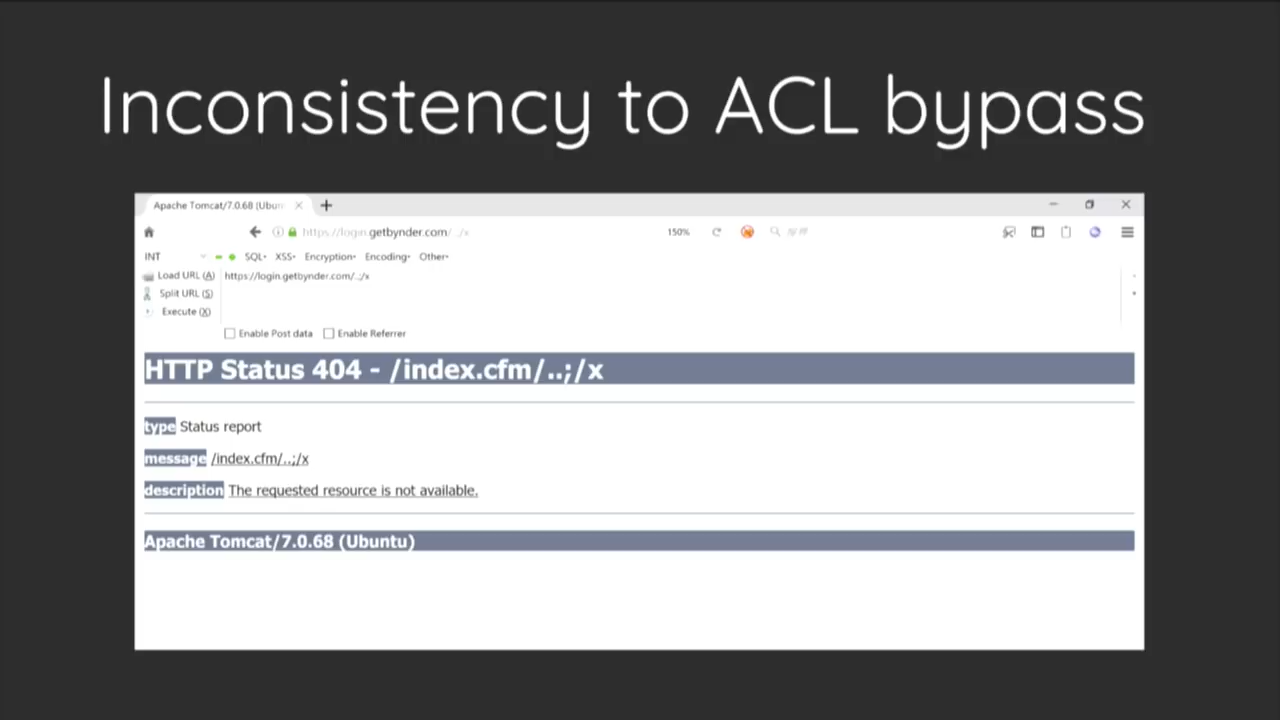 Inconsistency to ACL bypass
Apache Tomcat/7.0.68 (Ubun
https://login.getbynder.com/..;/x 150%
INT SQL XSS Encryption Encoding Other
Load URL (A) https://login.getbynder.com/..;/x
Split URL (S)
Execute (X)
Enable Post data Enable Referrer
HTTP Status 404 - /index.cfm/..;/x
type Status report
message /index.cfm/..;/x
description The requested resource is not available.
Apache Tomcat/7.0.68 (Ubuntu)